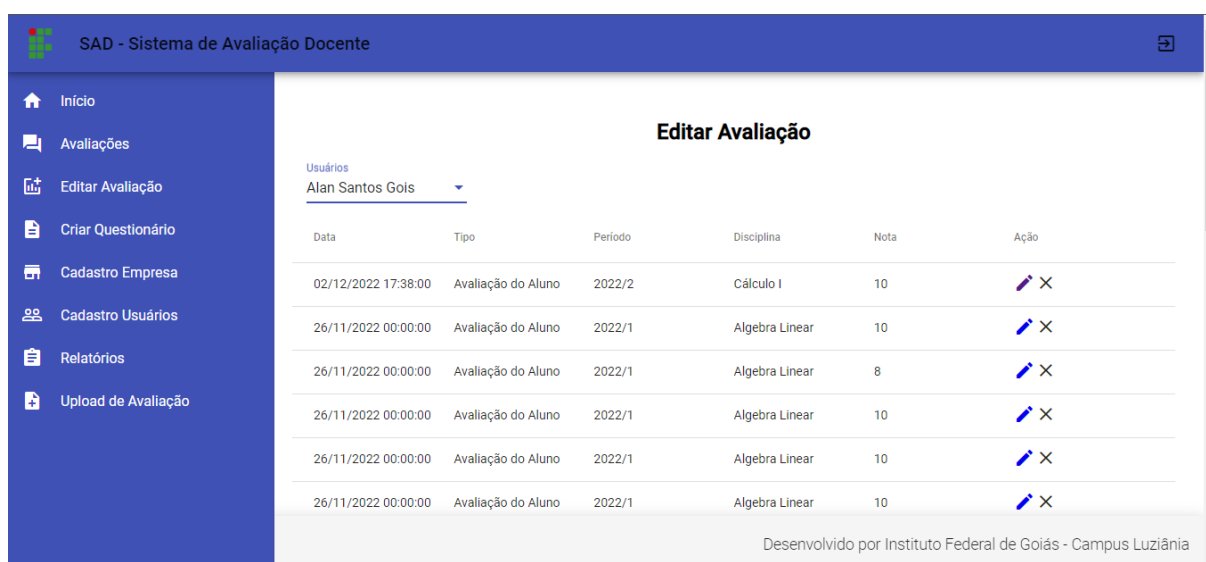 SAD - Sistema de Avaliação Docente
Início
Avaliações
Editar Avaliação
Criar Questionário
Cadastro Empresa
Cadastro Usuários
Relatórios
Upload de Avaliação
Editar Avaliação
Usuários
Alan Santos Gois
Data Tipo Período Disciplina Nota Ação
02/12/2022 17:38:00 Avaliação do Aluno 2022/2 Cálculo I 10
26/11/2022 00:00:00 Avaliação do Aluno 2022/1 Algebra Linear 10
26/11/2022 00:00:00 Avaliação do Aluno 2022/1 Algebra Linear 8
26/11/2022 00:00:00 Avaliação do Aluno 2022/1 Algebra Linear 10
26/11/2022 00:00:00 Avaliação do Aluno 2022/1 Algebra Linear 10
26/11/2022 00:00:00 Avaliação do Aluno 2022/1 Algebra Linear 10
Desenvolvido por Instituto Federal de Goiás - Campus Luziânia